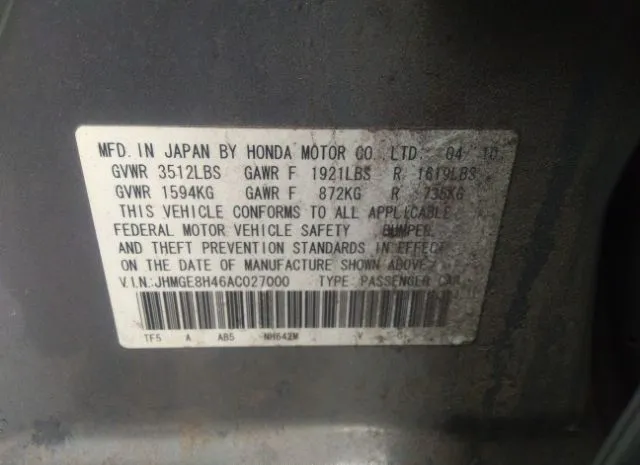 MFD. IN JAPAN BY HONDA MOTOR CO., LTD. 04 10
GVWR 3512LBS GAWR F 1921LBS R 1619LBS
GVWR 1594KG GAWR F 872KG R 735KG
THIS VEHICLE CONFORMS TO ALL APPLICABLE
FEDERAL MOTOR VEHICLE SAFETY BUMPER,
AND THEFT PREVENTION STANDARDS IN EFFECT
ON THE DATE OF MANUFACTURE SHOWN ABOVE.
V.I.N.: JHMGE8H46AC027000 TYPE: PASSENGER CAR
TF5 A AB5 NH642M V